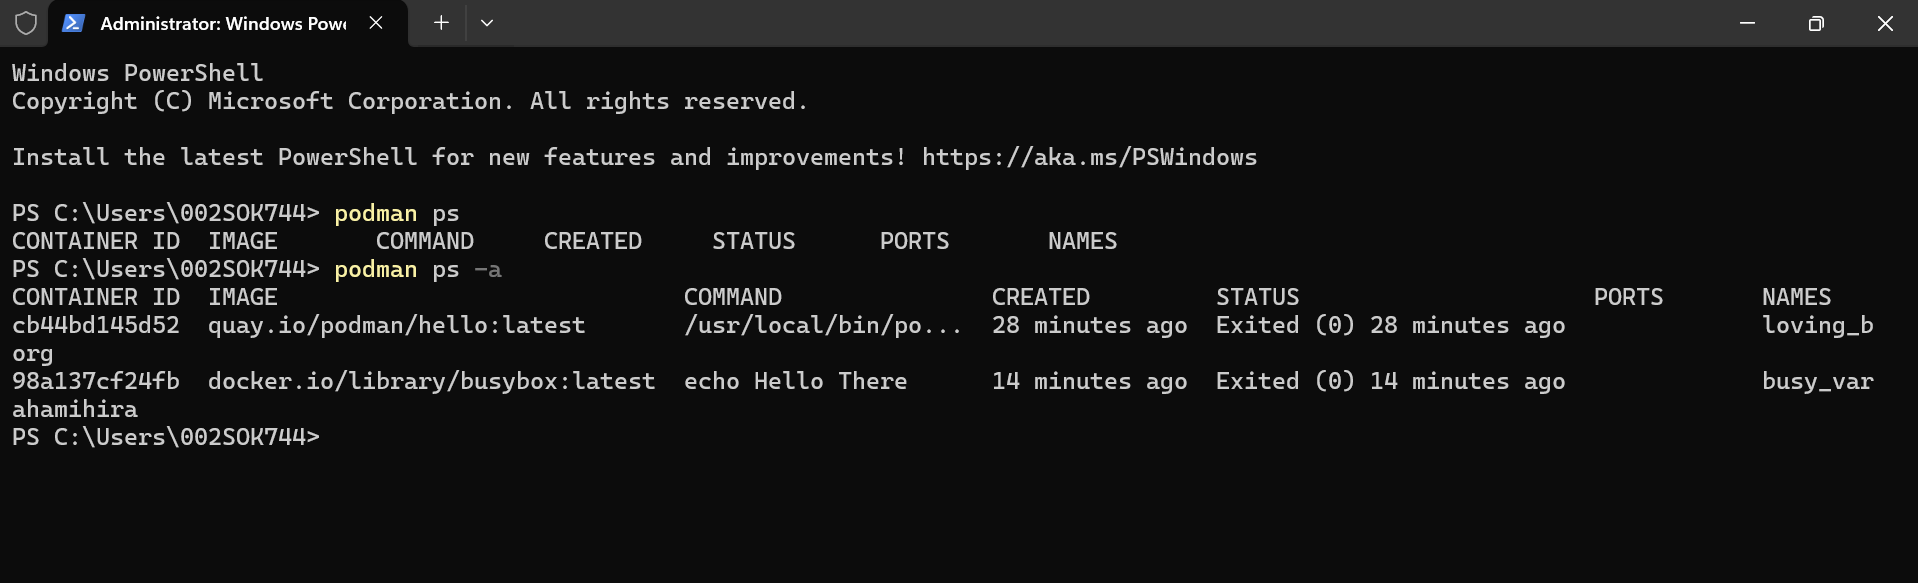 Administrator: Windows Pow
Windows PowerShell
Copyright (C) Microsoft Corporation. All rights reserved.
Install the latest PowerShell for new features and improvements! https://aka.ms/PSWindows
PS C:\Users\002SOK744> podman ps
CONTAINER ID  IMAGE       COMMAND     CREATED     STATUS      PORTS       NAMES
PS C:\Users\002SOK744> podman ps -a
CONTAINER ID  IMAGE                             COMMAND               CREATED         STATUS                     PORTS       NAMES
cb44bd145d52  quay.io/podman/hello:latest       /usr/local/bin/po...  28 minutes ago  Exited (0) 28 minutes ago              loving_b
org
98a137cf24fb  docker.io/library/busybox:latest  echo Hello There      14 minutes ago  Exited (0) 14 minutes ago              busy_var
ahamihira
PS C:\Users\002SOK744>